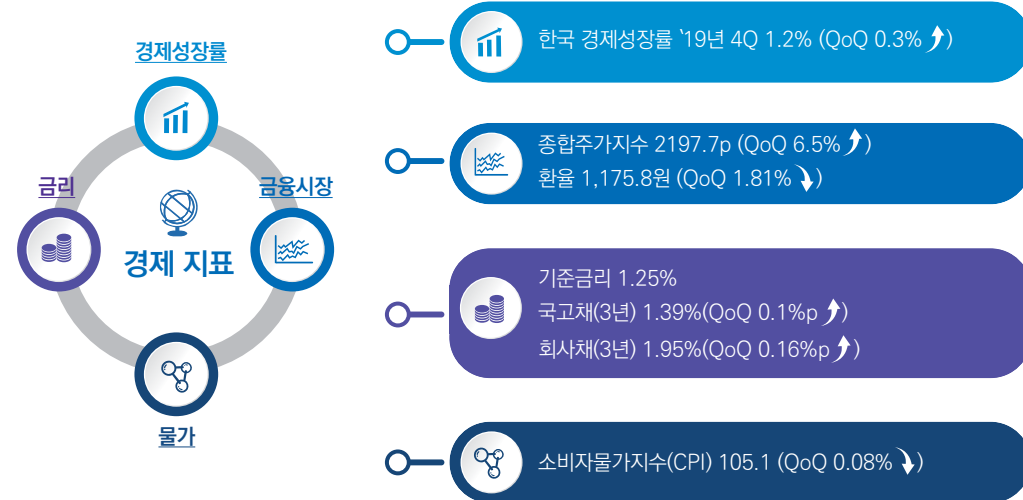 경제성장률
금리
금융시장
경제 지표
물가
한국 경제성장률 `19년 4Q 1.2% (QoQ 0.3% )
종합주가지수 2197.7p (QoQ 6.5% )
환율 1,175.8원 (QoQ 1.81% )
기준금리 1.25%
국고채(3년) 1.39%(QoQ 0.1%p )
회사채(3년) 1.95%(QoQ 0.16%p )
소비자물가지수(CPI) 105.1 (QoQ 0.08% )